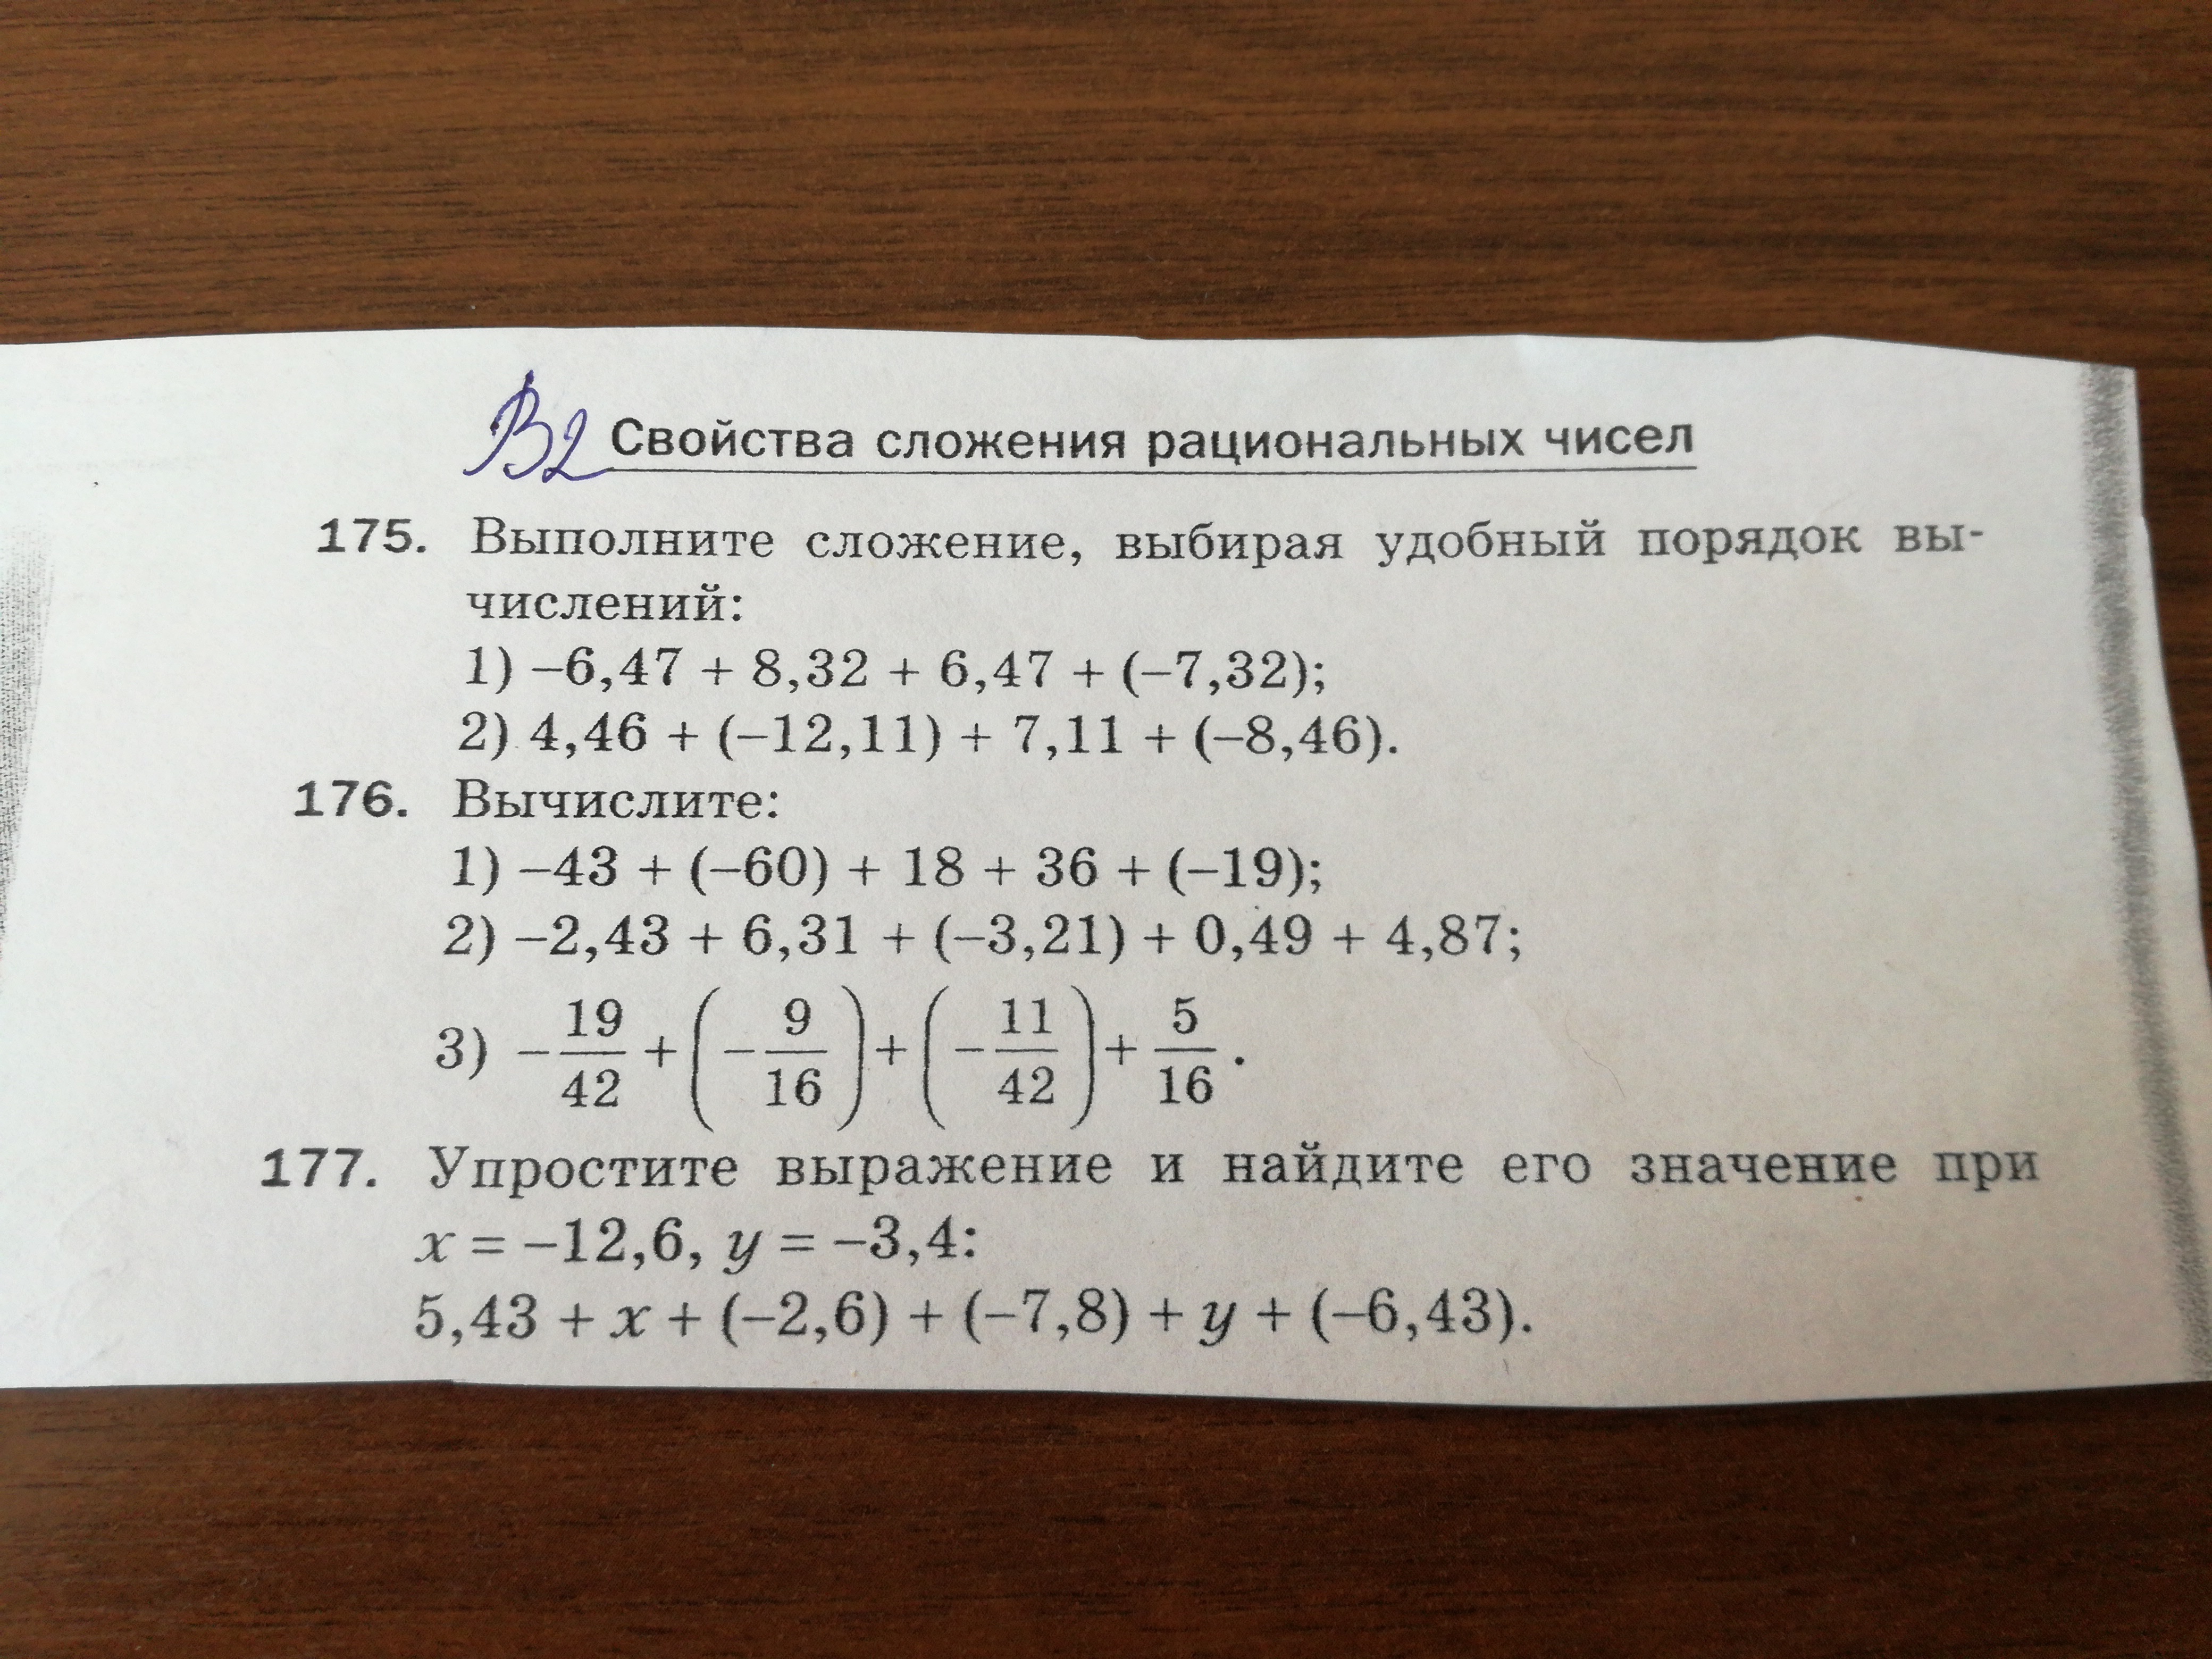 В2 Свойства сложения рациональных чисел
175. Выполните сложение, выбирая удобный порядок вы-
числений:
1) –6,47 + 8,32 + 6,47 + (–7,32);
2) 4,46 + (–12,11) + 7,11 + (–8,46).
176. Вычислите:
1) –43 + (–60) + 18 + 36 + (–19);
2) –2,43 + 6,31 + (–3,21) + 0,49 + 4,87;
3) –19/42 + (–9/16) + (–11/42) + 5/16.
177. Упростите выражение и найдите его значение при
x = –12,6, y = –3,4:
5,43 + x + (–2,6) + (–7,8) + y + (–6,43).